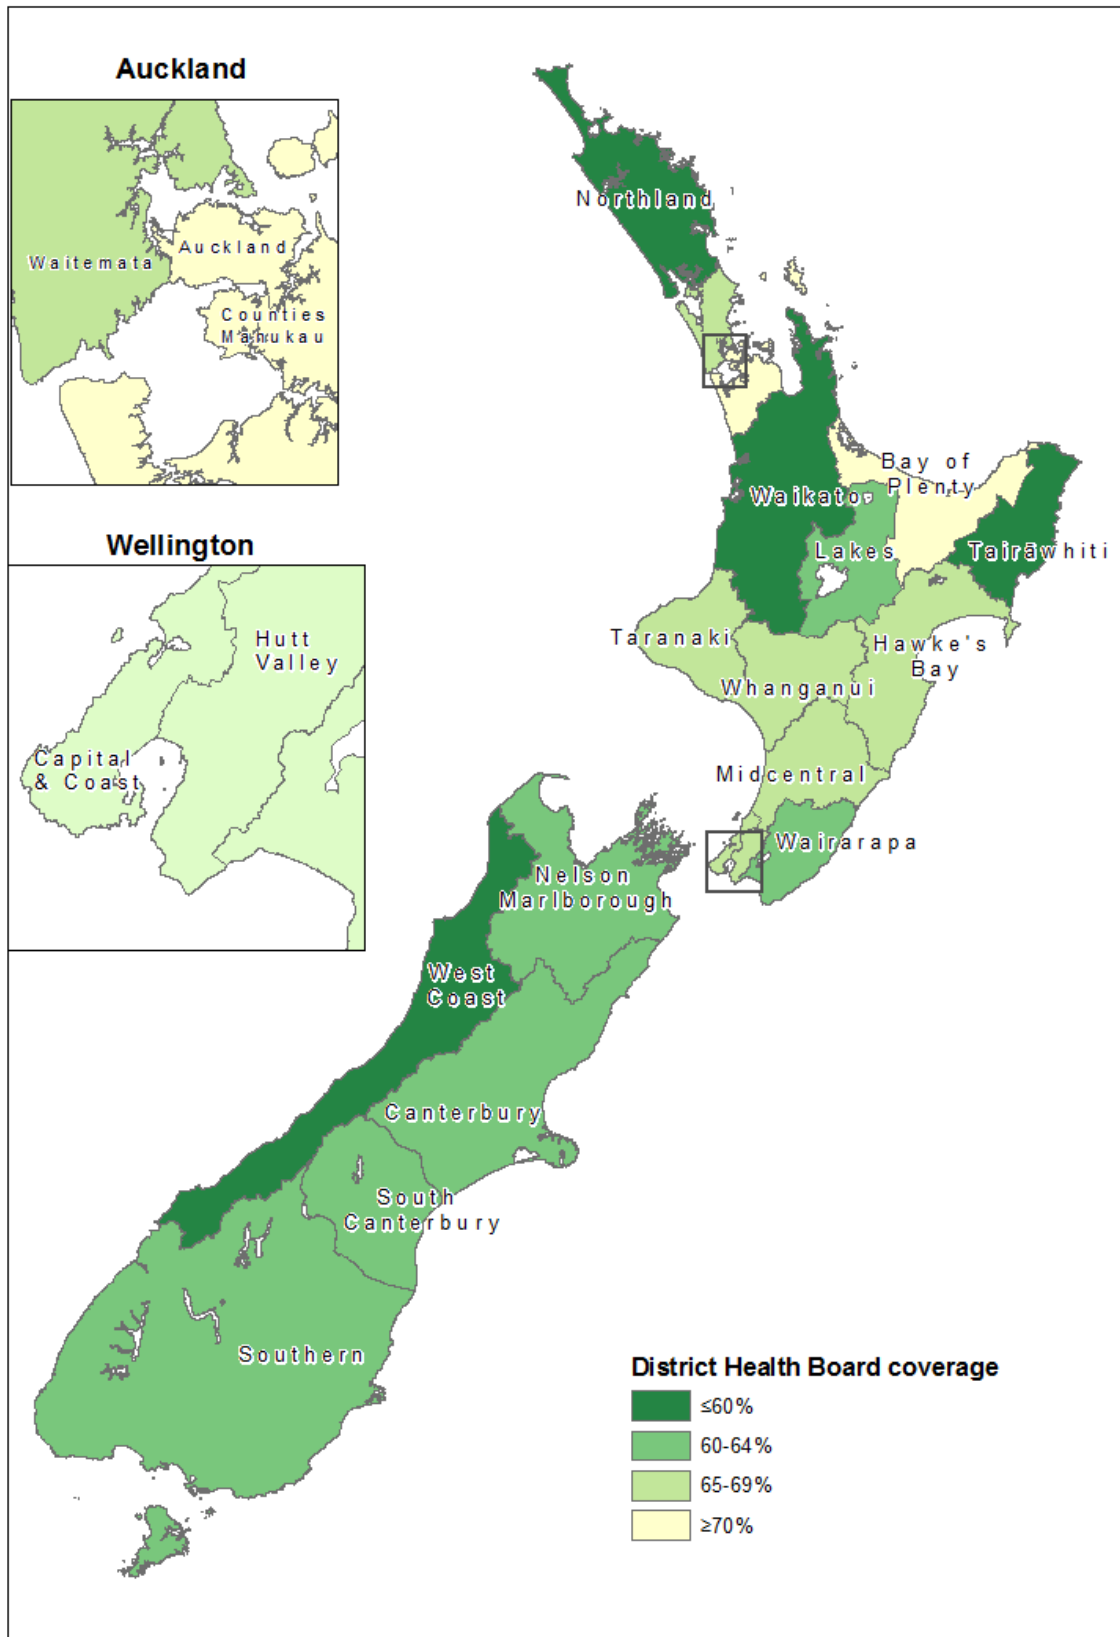 Auckland
Waitemata
Auckland
Counties
Manukau
Wellington
Hutt
Valley
Capital
& Coast
Northland
Bay of
Plenty
Waikato
Lakes
Tairāwhiti
Taranaki
Hawke's
Bay
Whanganui
Midcentral
Wairarapa
Nelson
Marlborough
West
Coast
Canterbury
South
Canterbury
Southern
District Health Board coverage
≤60%
60-64%
65-69%
≥70%